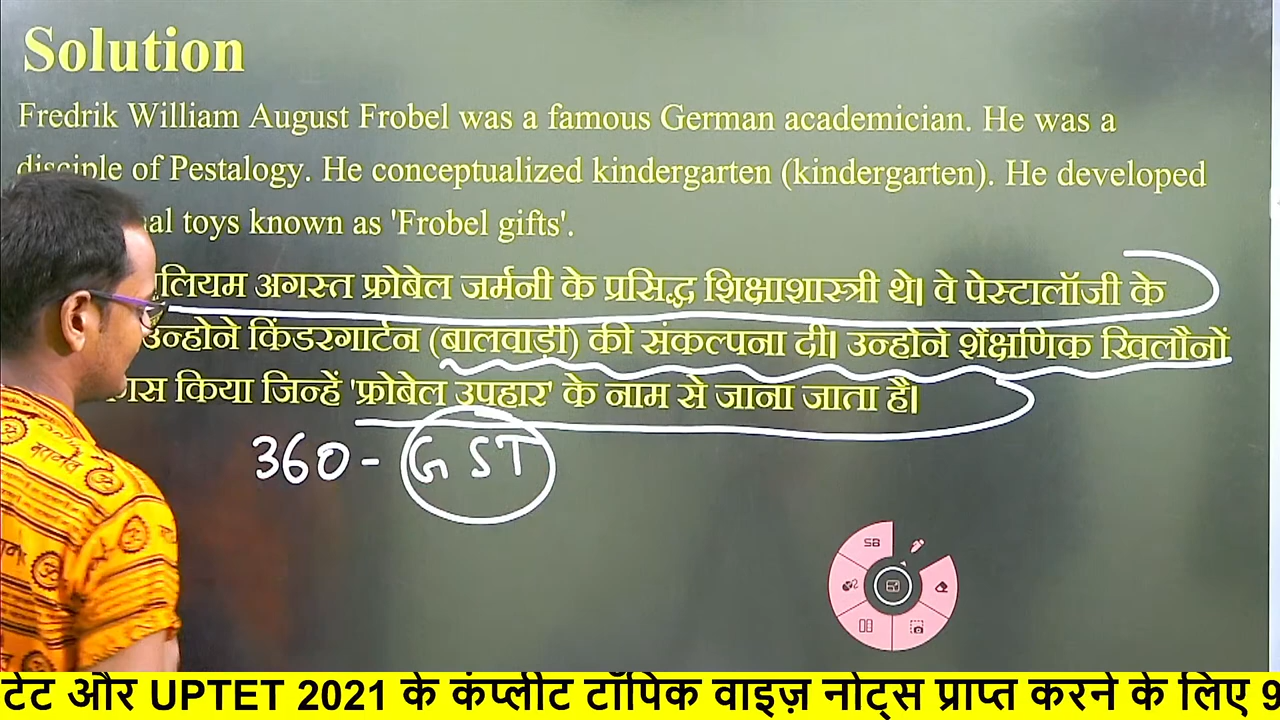 Solution
Fredrik William August Frobel was a famous German academician. He was a
disciple of Pestalogy. He conceptualized kindergarten (kindergarten). He developed
toys known as 'Frobel gifts'.
अगस्त फ्रोबेल जर्मनी के प्रसिद्ध शिक्षाशास्त्री थे। वे पेस्टालॉजी के
उन्होने किंडरगार्टन (बालवाड़ी) की संकल्पना दी। उन्होने शैक्षणिक खिलौनों
किया जिन्हें 'फ्रोबेल उपहार' के नाम से जाना जाता है।
360- GST
SB
टेट और UPTET 2021 के कंप्लीट टॉपिक वाइज़ नोट्स प्राप्त करने के लिए 9